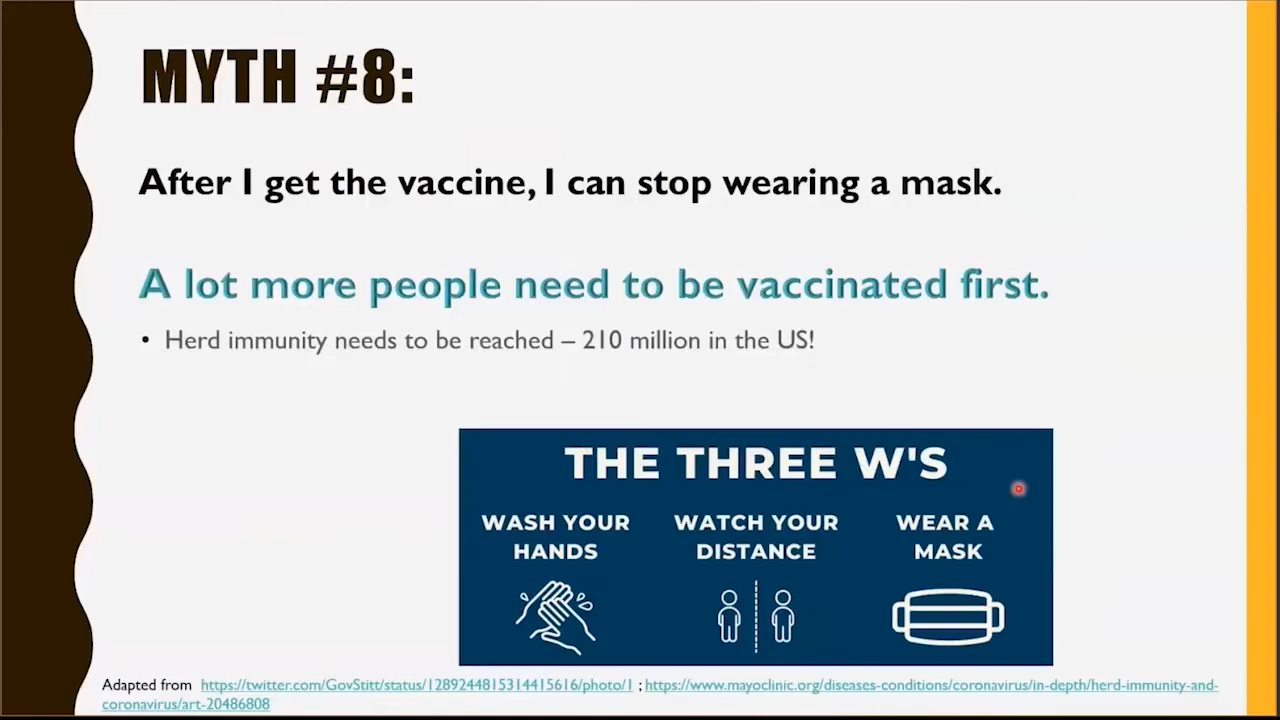 MYTH #8:
After I get the vaccine, I can stop wearing a mask.
A lot more people need to be vaccinated first.
• Herd immunity needs to be reached – 210 million in the US!
THE THREE W'S
WASH YOUR
HANDS
WATCH YOUR
DISTANCE
WEAR A
MASK
Adapted from https://twitter.com/GovStitt/status/1289244815314415616/photo/1 ; https://www.mayoclinic.org/diseases-conditions/coronavirus/in-depth/herd-immunity-and-
coronavirus/art-20486808